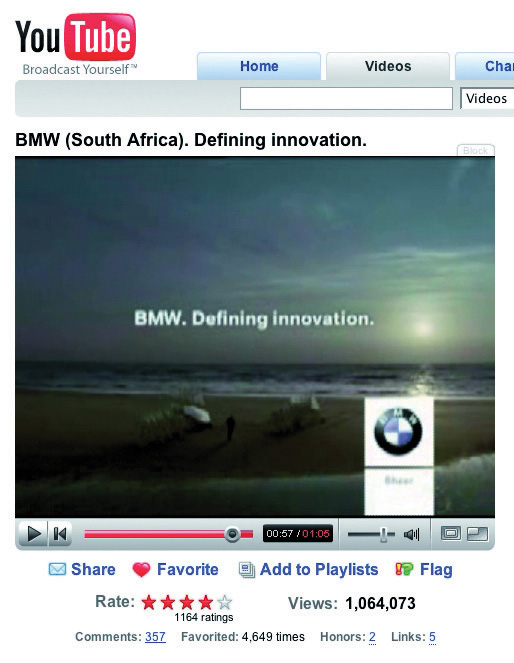 YouTube
Broadcast Yourself™
Home Videos Cha
Videos
BMW (South Africa). Defining innovation.
Block
BMW. Defining innovation.
BMW
Sheer
00:57 / 01:05
Share Favorite Add to Playlists Flag
Rate: Views: 1,064,073
1164 ratings
Comments: 357 Favorited: 4,649 times Honors: 2 Links: 5